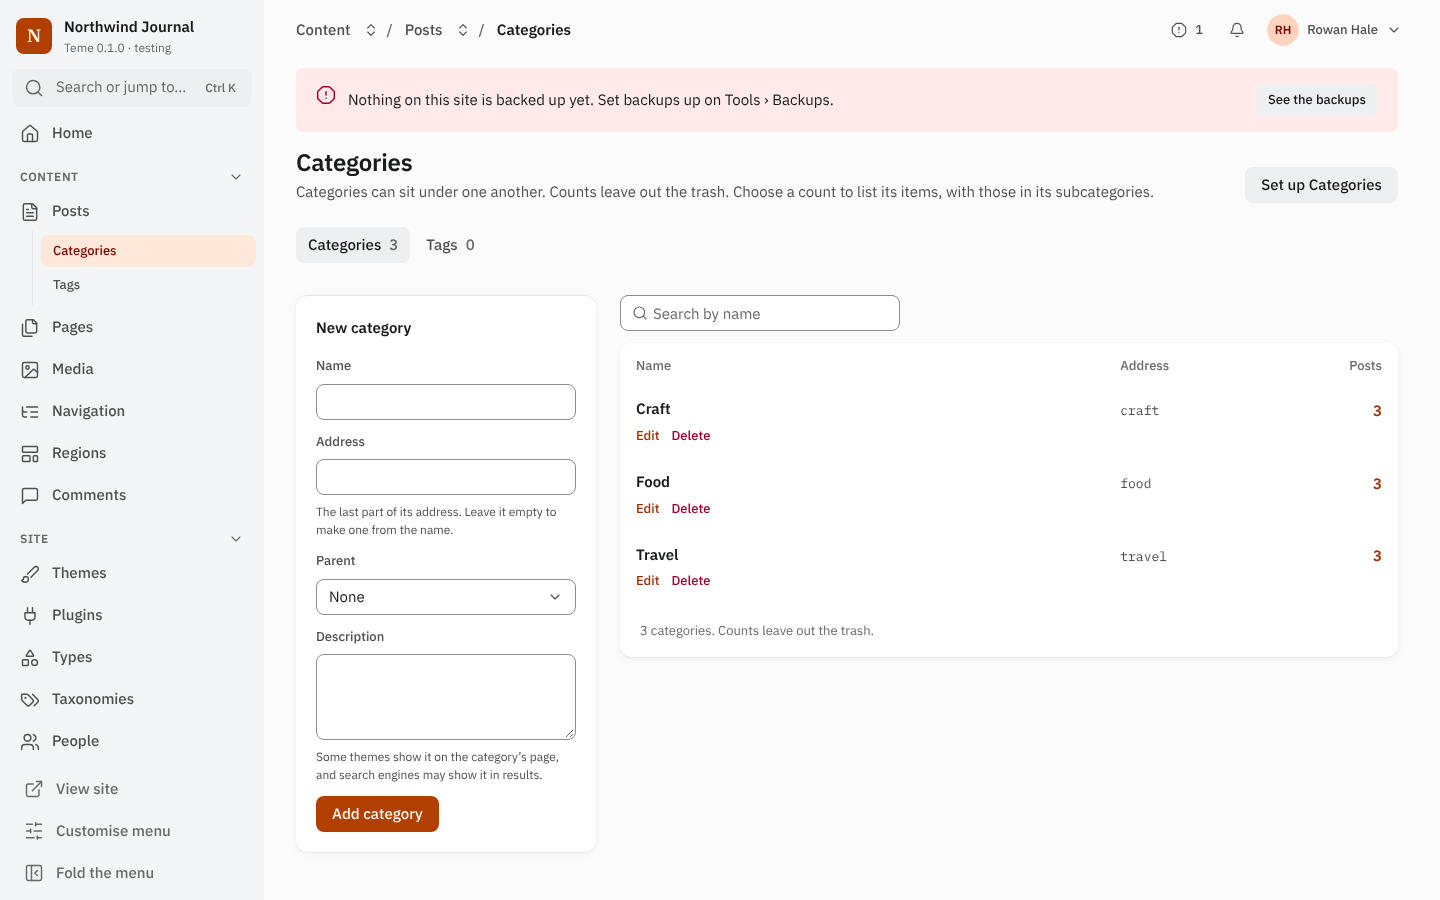 N
Northwind Journal
Teme 0.1.0 · testing
Search or jump to...
Ctrl K
Home
CONTENT
Posts
Categories
Tags
Pages
Media
Navigation
Regions
Comments
SITE
Themes
Plugins
Types
Taxonomies
People
View site
Customise menu
Fold the menu
Content / Posts / Categories
1
RH
Rowan Hale
Nothing on this site is backed up yet. Set backups up on Tools › Backups.
See the backups
Categories
Categories can sit under one another. Counts leave out the trash. Choose a count to list its items, with those in its subcategories.
Set up Categories
Categories 3
Tags 0
New category
Name
Address
The last part of its address. Leave it empty to
make one from the name.
Parent
None
Description
Some themes show it on the category’s page,
and search engines may show it in results.
Add category
Search by name
Name Address Posts
Craft craft 3
Edit Delete
Food food 3
Edit Delete
Travel travel 3
Edit Delete
3 categories. Counts leave out the trash.